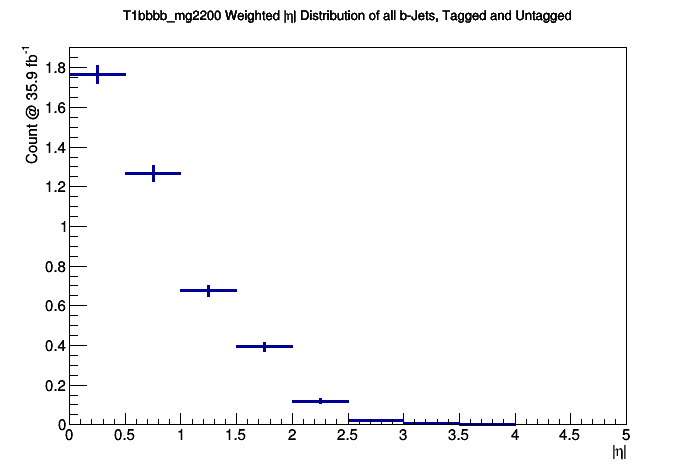 T1bbbb_mg2200 Weighted |η| Distribution of all b-Jets, Tagged and Untagged
Count @ 35.9 fb⁻¹
1.8
1.6
1.4
1.2
1
0.8
0.6
0.4
0.2
0
0 0.5 1 1.5 2 2.5 3 3.5 4 4.5 5
|η|